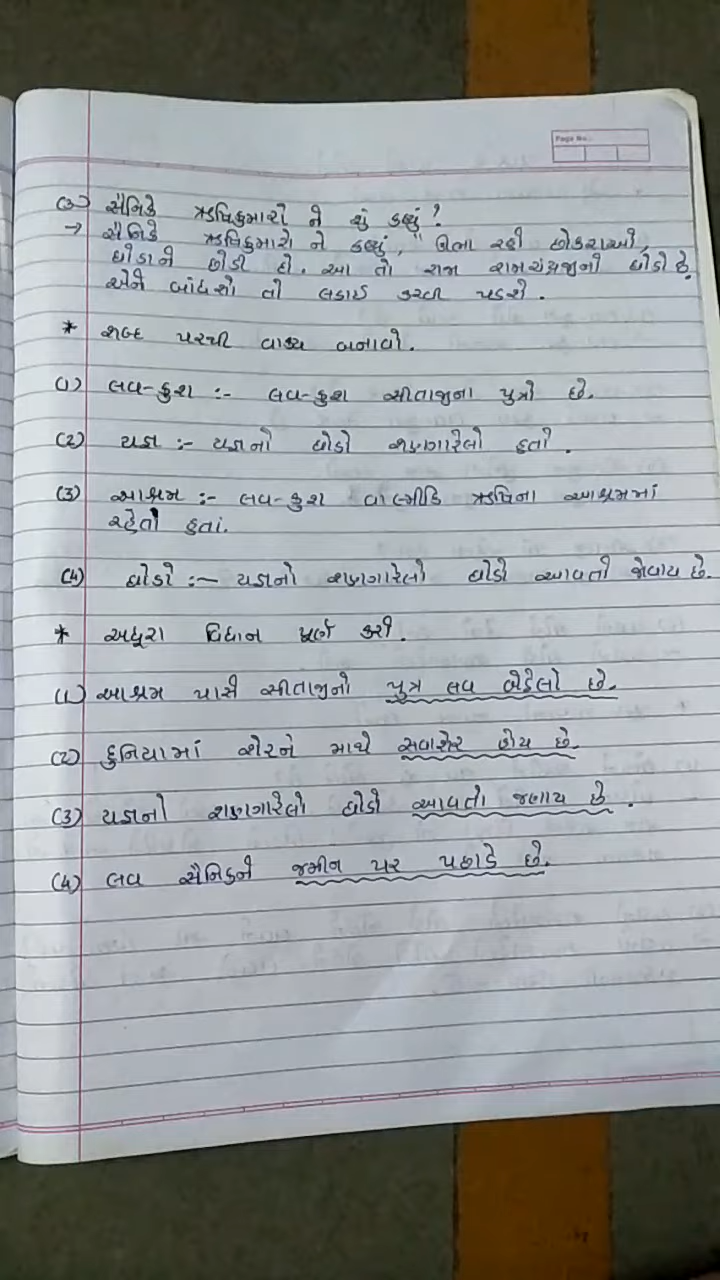 Page No.
(૩) સૈનિકે ઋષિકુમારો ને શું કહ્યું?
→ સૈનિકે ઋષિકુમારો ને કહ્યું, "ઊભા રહો છોકરાઓ,
ઘોડાને છોડી દો. આ તો રામ રામચંદ્રજીનો ઘોડો છે.
એને બાંધશો તો લડાઈ કરવી પડશે.
* શબ્દ પરથી વાક્ય બનાવો.
(૧) લવ-કુશ :- લવ-કુશ સીતાજીના પુત્રો છે.
(૨) યજ્ઞ :- યજ્ઞનો ઘોડો શણગારેલો હતો.
(૩) આશ્રમ :- લવ-કુશ વાલ્મીકિ ઋષિના આશ્રમમાં
રહેતા હતાં.
(૪) ઘોડો :- યજ્ઞનો શણગારેલો ઘોડો આવતો જોવાય છે.
* અધૂરા વિધાન પૂર્ણ કરો.
(૧) આશ્રમ પાસે સીતાજીનો પુત્ર લવ બેઠેલો છે.
(૨) દુનિયામાં શેરને માથે સવાશેર હોય છે.
(૩) યજ્ઞનો શણગારેલો ઘોડો આવતો જણાય છે.
(૪) લવ સૈનિકને જમીન પર પછાડે છે.